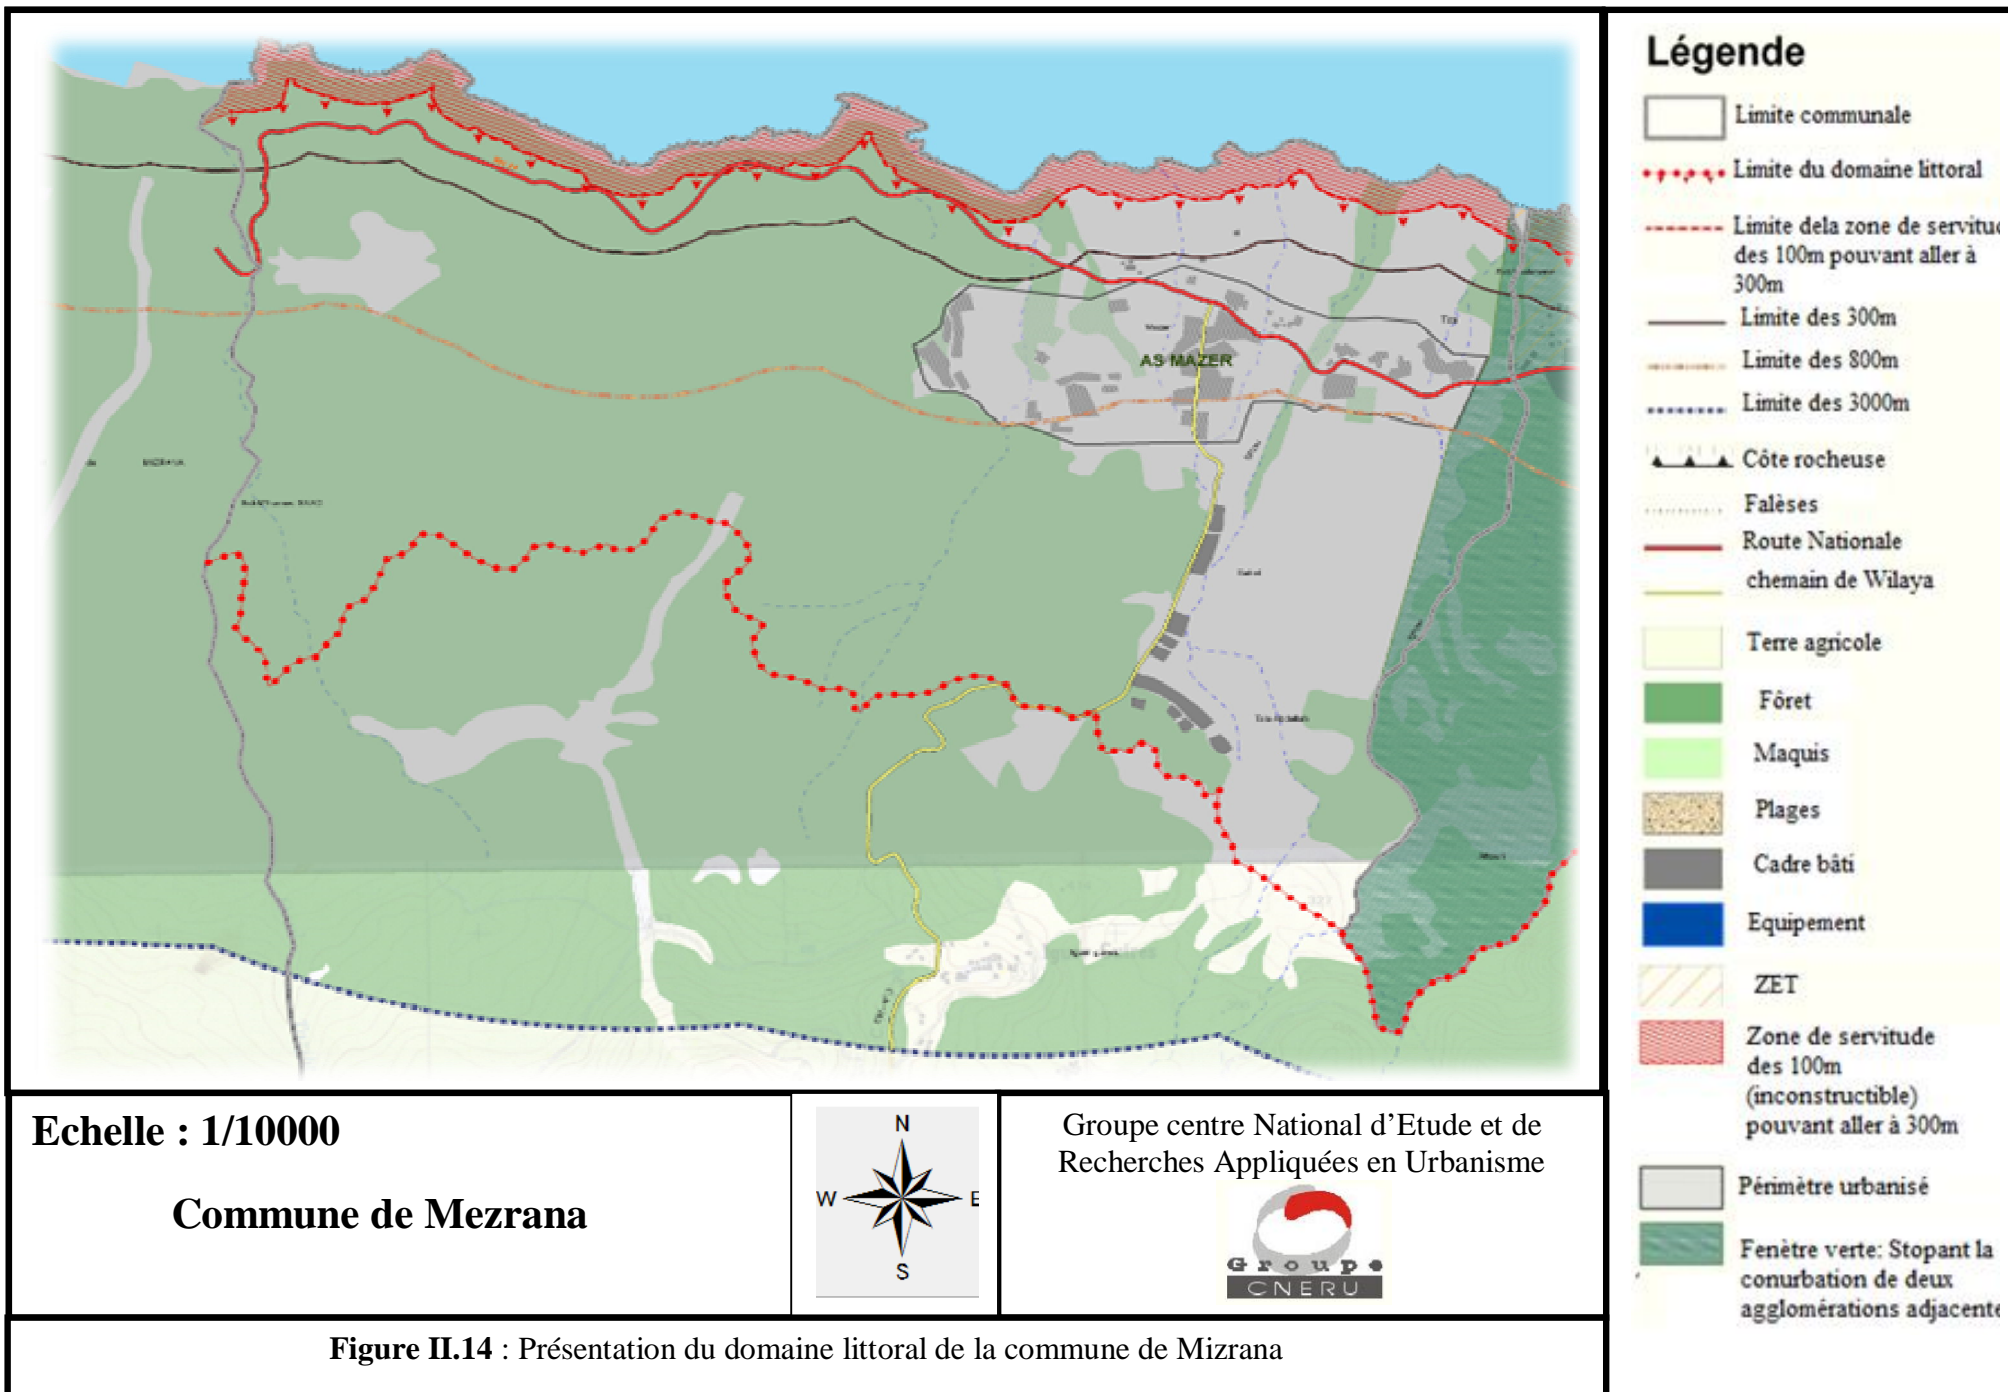 AS MAZER
Mazer
Sahel
Légende
Limite communale
Limite du domaine littoral
Limite dela zone de servitud
des 100m pouvant aller à
300m
Limite des 300m
Limite des 800m
Limite des 3000m
Côte rocheuse
Falèses
Route Nationale
chemain de Wilaya
Terre agricole
Fôret
Maquis
Plages
Cadre bâti
Equipement
ZET
Zone de servitude
des 100m
(inconstructible)
pouvant aller à 300m
Périmètre urbanisé
Fenètre verte: Stopant la
conurbation de deux
agglomérations adjacente
Echelle : 1/10000
Commune de Mezrana
N
W E
S
Groupe centre National d’Etude et de
Recherches Appliquées en Urbanisme
Groupe
CNERU
Figure II.14 : Présentation du domaine littoral de la commune de Mizrana